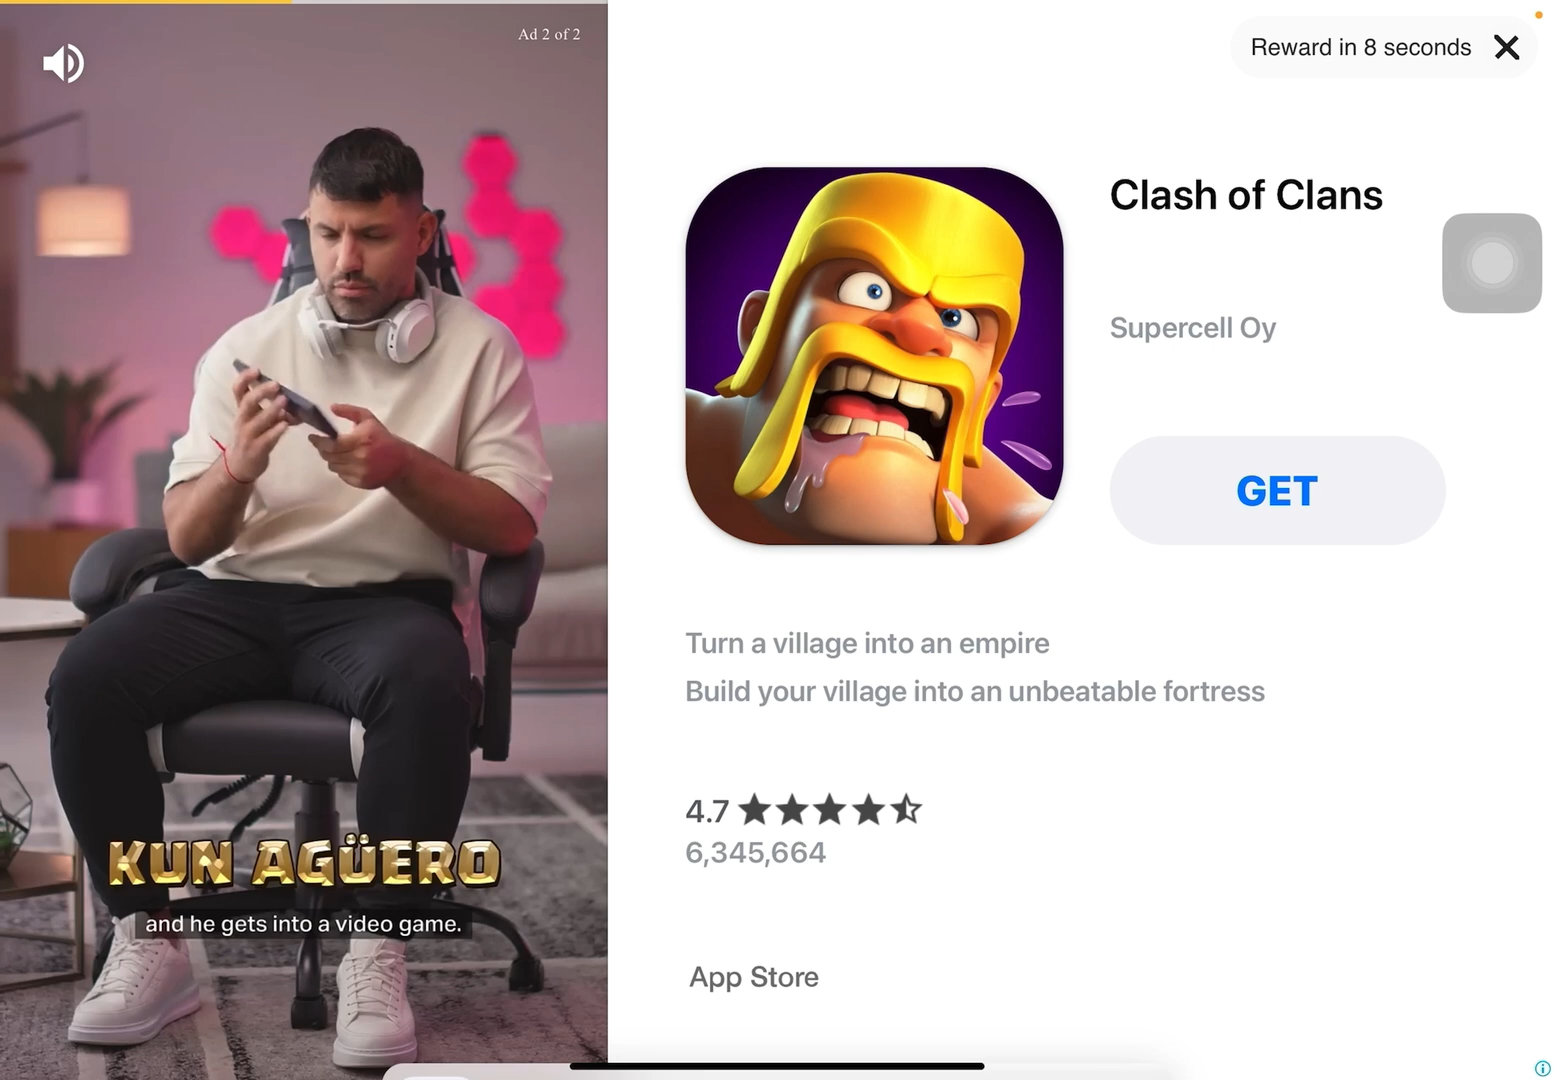 Ad 2 of 2
Reward in 8 seconds
Clash of Clans
Supercell Oy
GET
Turn a village into an empire
Build your village into an unbeatable fortress
4.7
6,345,664
KUN AGÜERO
and he gets into a video game.
App Store